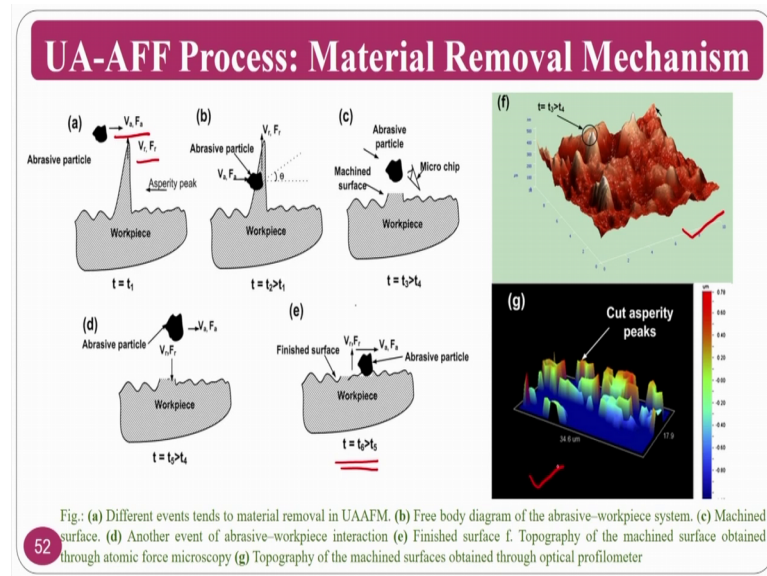 UA-AFF Process: Material Removal Mechanism
(a)
Vₐ, Fₐ
Vᵣ, Fᵣ
Abrasive particle
Asperity peak
Workpiece
t = t₁
(b)
Vᵣ, Fᵣ
Abrasive particle
Vₐ, Fₐ
θ
Workpiece
t = t₂>t₁
(c)
Abrasive
particle
Machined
surface
Micro chip
Workpiece
t = t₃>t₄
(d)
Abrasive particle
Vₐ, Fₐ
Vᵣ,Fᵣ
Workpiece
t = t₅>t₄
(e)
Finished surface
Vᵣ,Fᵣ
Vₐ, Fₐ
Abrasive particle
Workpiece
t = t₆>t₅
(f)
t= t₃>t₄
(g)
Cut asperity
peaks
34.6 um
17.9
um
0.78
Fig.: (a) Different events tends to material removal in UAAFM. (b) Free body diagram of the abrasive–workpiece system. (c) Machined
surface. (d) Another event of abrasive–workpiece interaction (e) Finished surface f. Topography of the machined surface obtained
through atomic force microscopy (g) Topography of the machined surfaces obtained through optical profilometer
52